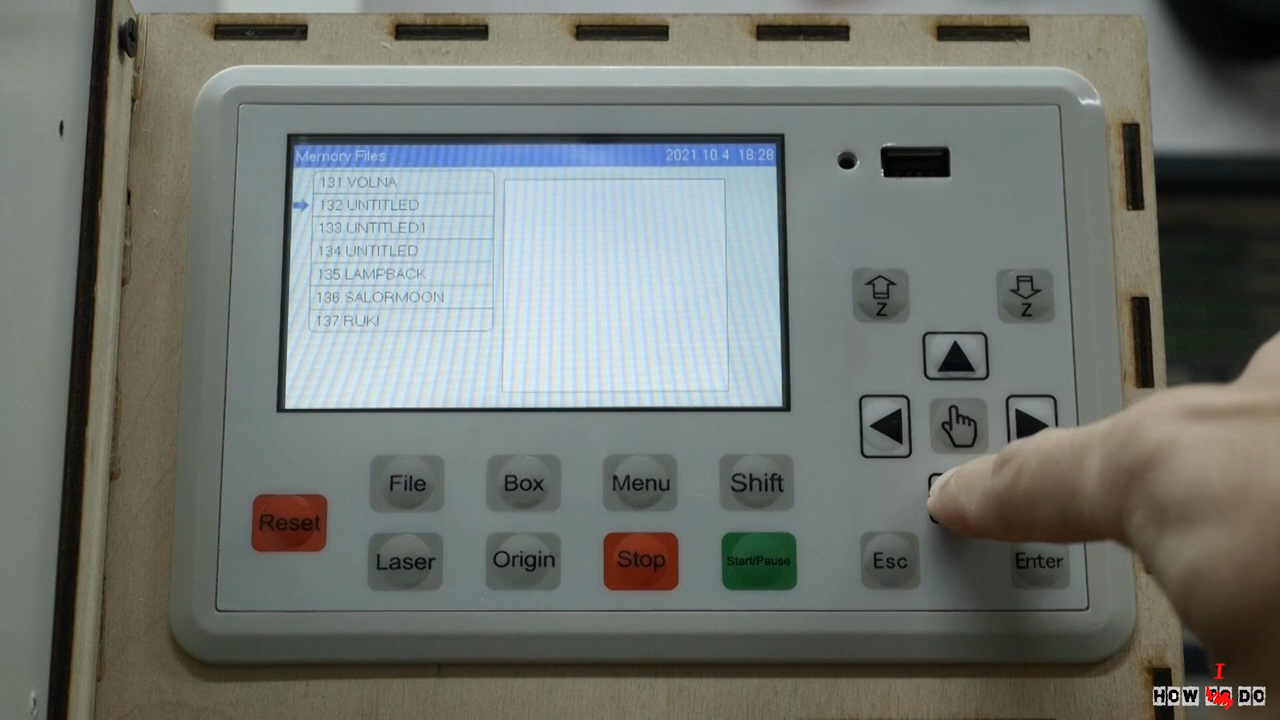 Memory Files 2021 10.4 18:28
131 VOLNA
132 UNTITLED
133 UNTITLED1
134 UNTITLED
135 LAMPBACK
136 SALORMOON
137 RUKI
Z Z
File Box Menu Shift
Reset
Laser Origin Stop Start/Pause Esc Enter
I
HOW DO